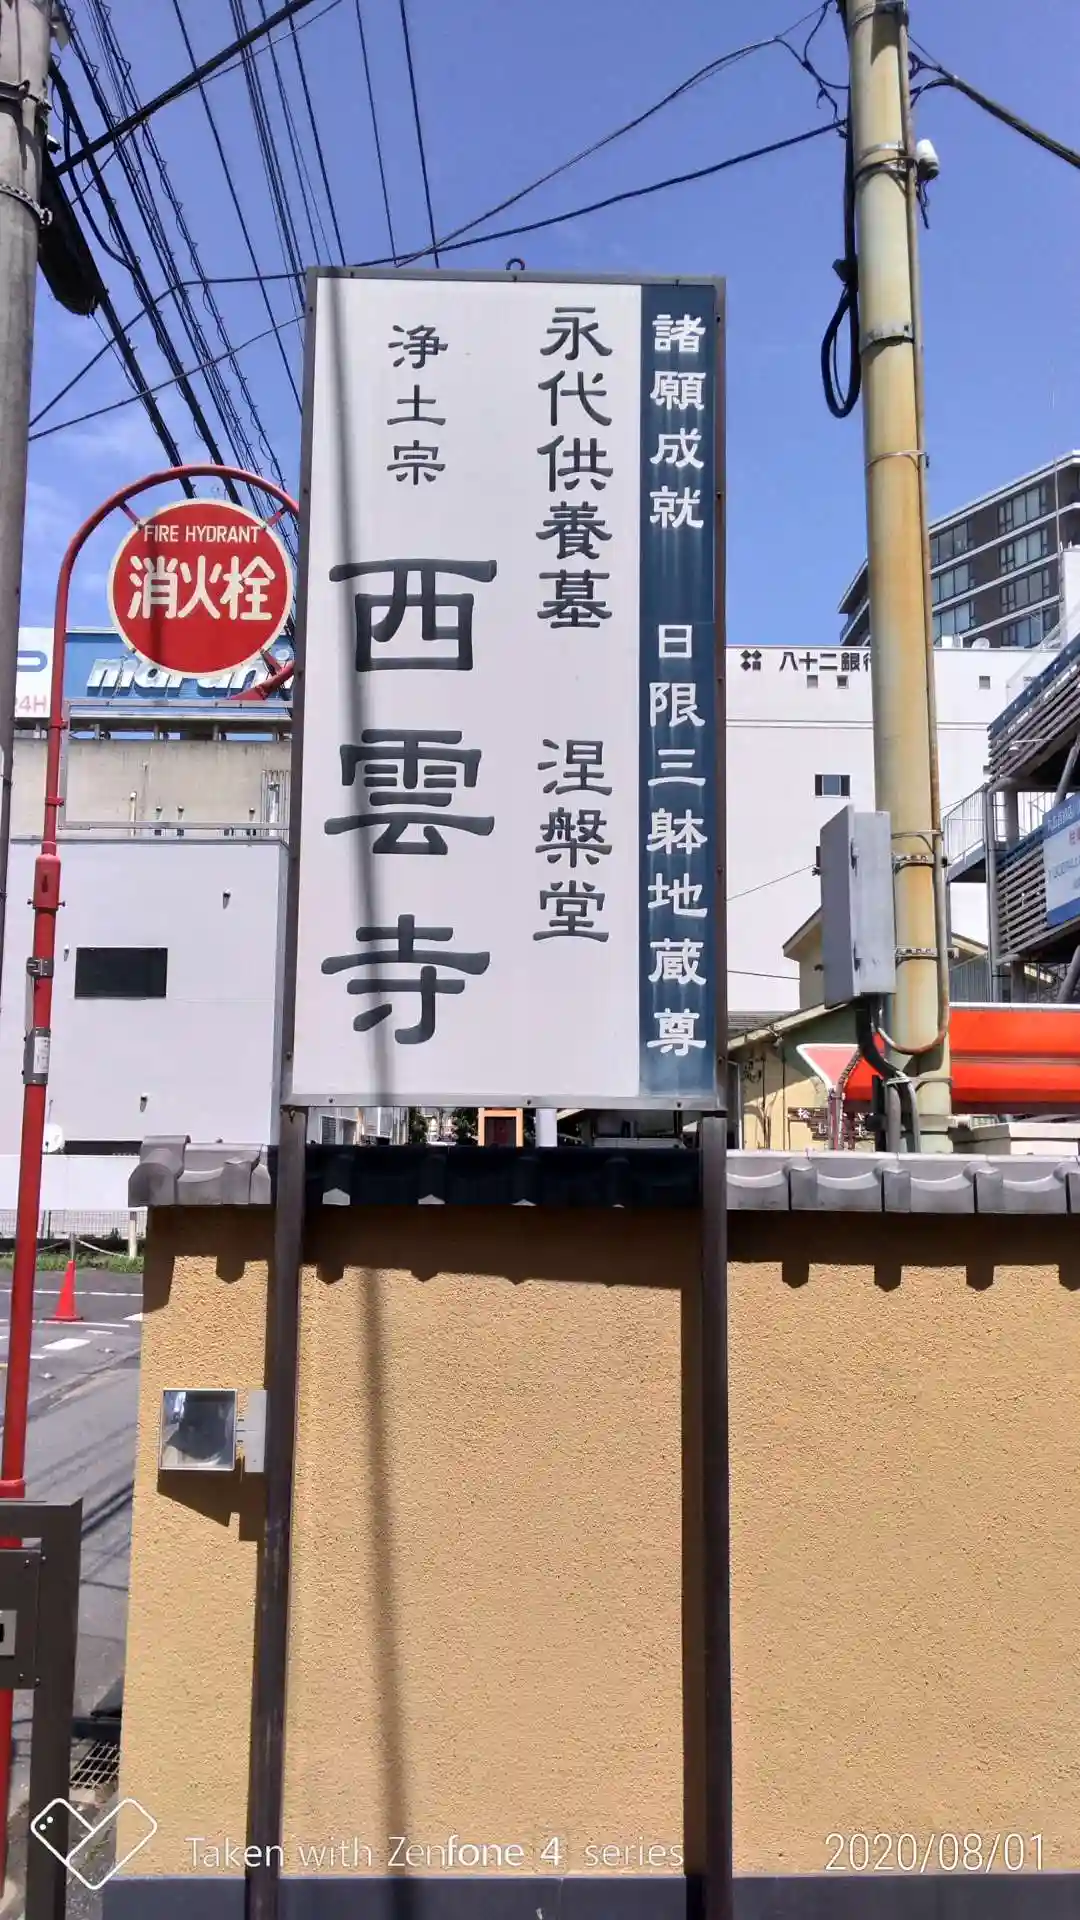 諸願成就 日限三躰地蔵尊
永代供養墓 涅槃堂
浄土宗
西雲寺
FIRE HYDRANT
消火栓
24H
八十二銀行
Taken with Zenfone 4 series
2020/08/01